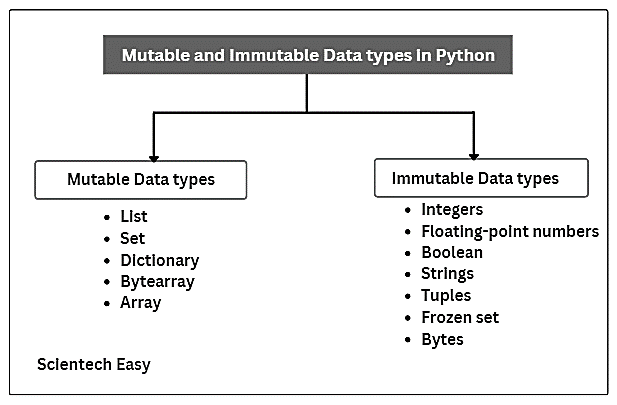 Mutable and Immutable Data types in Python
Mutable Data types
• List
• Set
• Dictionary
• Bytearray
• Array
Immutable Data types
• Integers
• Floating-point numbers
• Boolean
• Strings
• Tuples
• Frozen set
• Bytes
Scientech Easy